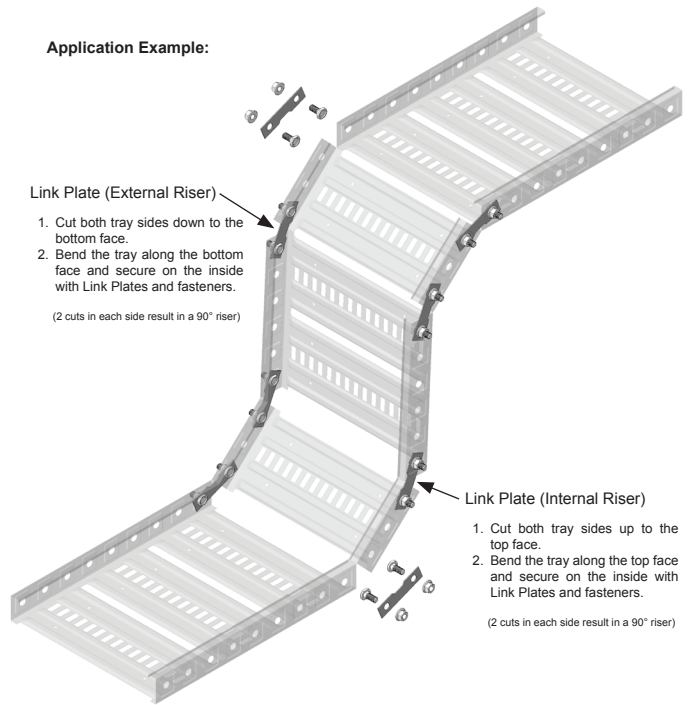 Application Example:
Link Plate (External Riser)
1. Cut both tray sides down to the
bottom face.
2. Bend the tray along the bottom
face and secure on the inside
with Link Plates and fasteners.
(2 cuts in each side result in a 90° riser)
Link Plate (Internal Riser)
1. Cut both tray sides up to the
top face.
2. Bend the tray along the top face
and secure on the inside with
Link Plates and fasteners.
(2 cuts in each side result in a 90° riser)